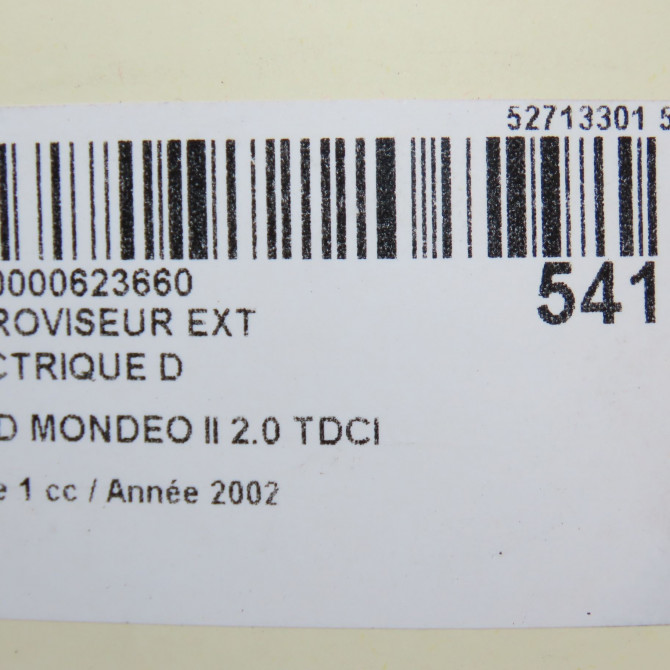 52713301 5
0000623660
541
ROVISEUR EXT
CTRIQUE D
D MONDEO II 2.0 TDCI
e 1 cc / Année 2002